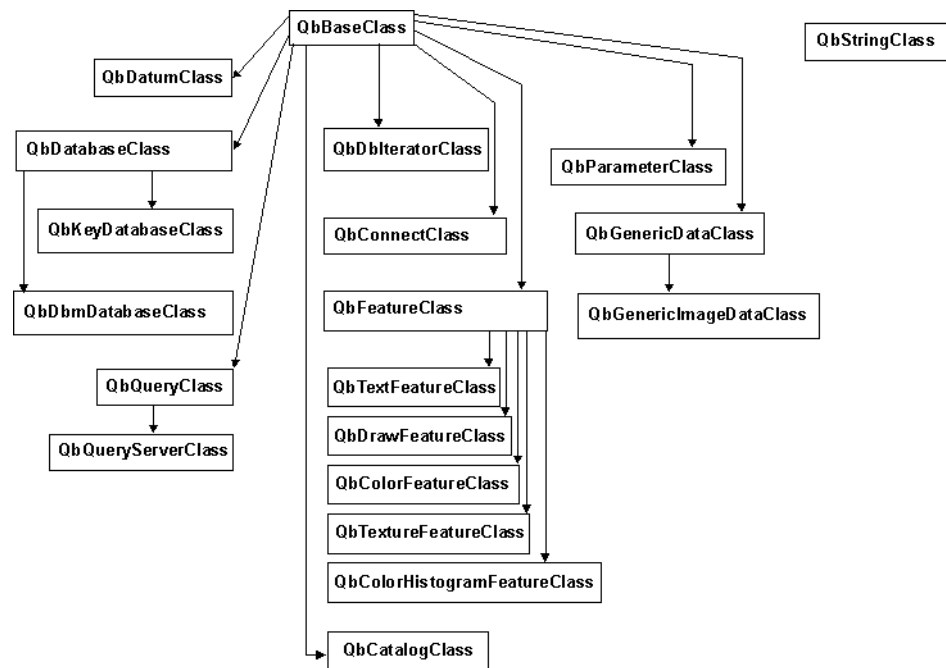 QbBaseClass
QbStringClass
QbDatumClass
QbDatabaseClass
QbDbIteratorClass
QbParameterClass
QbKeyDatabaseClass
QbConnectClass
QbGenericDataClass
QbDbmDatabaseClass
QbFeatureClass
QbGenericImageDataClass
QbQueryClass
QbTextFeatureClass
QbDrawFeatureClass
QbQueryServerClass
QbColorFeatureClass
QbTextureFeatureClass
QbColorHistogramFeatureClass
QbCatalogClass